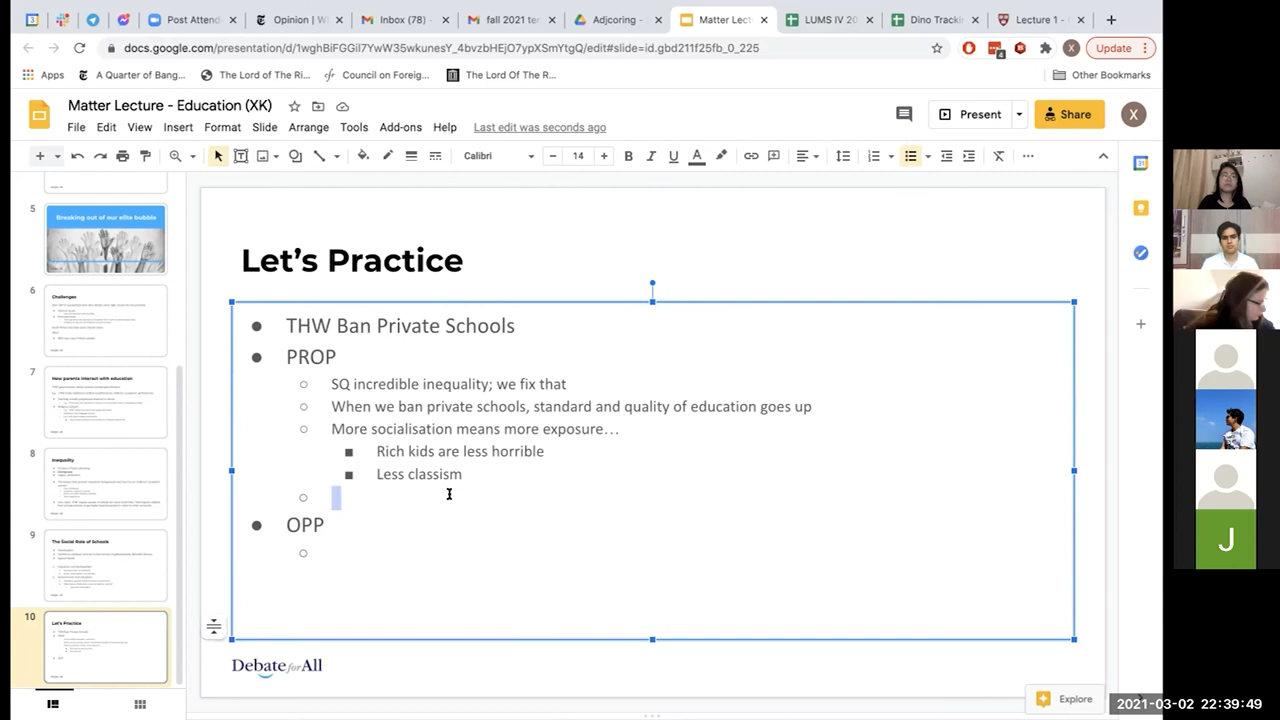 Post Attend
Opinion | W
Inbox (78) -
fall 2021 ter
Adjcoring -
Matter Lect
LUMS IV 20
Dino Trackin
Lecture 1 -
docs.google.com/presentation/d/1wghBiFGGil7YwW35wkunesY_4bvzbHEjO7ypXSmYtgQ/edit#slide=id.gbd211f25fb_0_225
X
Update
Apps
A Quarter of Bang...
The Lord of The Ri...
Council on Foreig...
The Lord Of The R...
Other Bookmarks
Matter Lecture - Education (XK)
Present
Share
X
File Edit View Insert Format Slide Arrange Tools Add-ons Help Last edit was seconds ago
Calibri
14
B I U A
5
Breaking out of our elite bubble
6
Challenges
7
How parents interact with education
8
Inequality
9
The Social Role of Schools
10
Let's Practice
Let's Practice
THW Ban Private Schools
PROP
SQ incredible inequality, fix that
When we ban private schools, standard and quality of education goes up
More socialisation means more exposure…
Rich kids are less
Less classism
OPP
Debate for All
Explore
J
2021-03-02 22:39:49